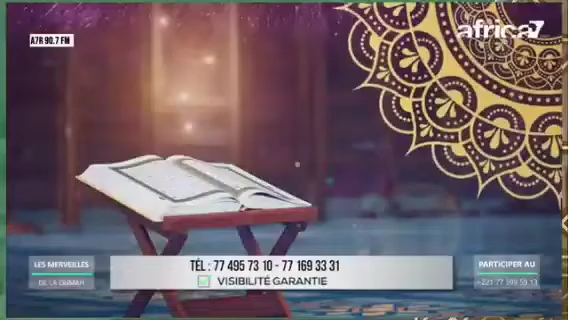 A7R 90.7 FM
africa7
TÉL : 77 495 73 10 - 77 169 33 31
VISIBILITÉ GARANTIE
LES MERVEILLES
DE LA OUMAH
PARTICIPER AU